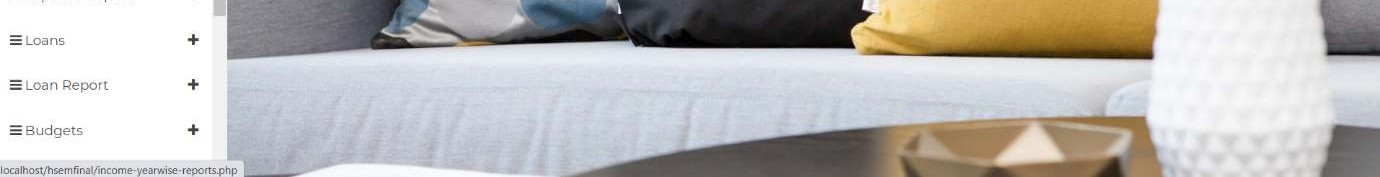 Loans
Loan Report
Budgets
localhost/hsemfinal/income-yearwise-reports.php